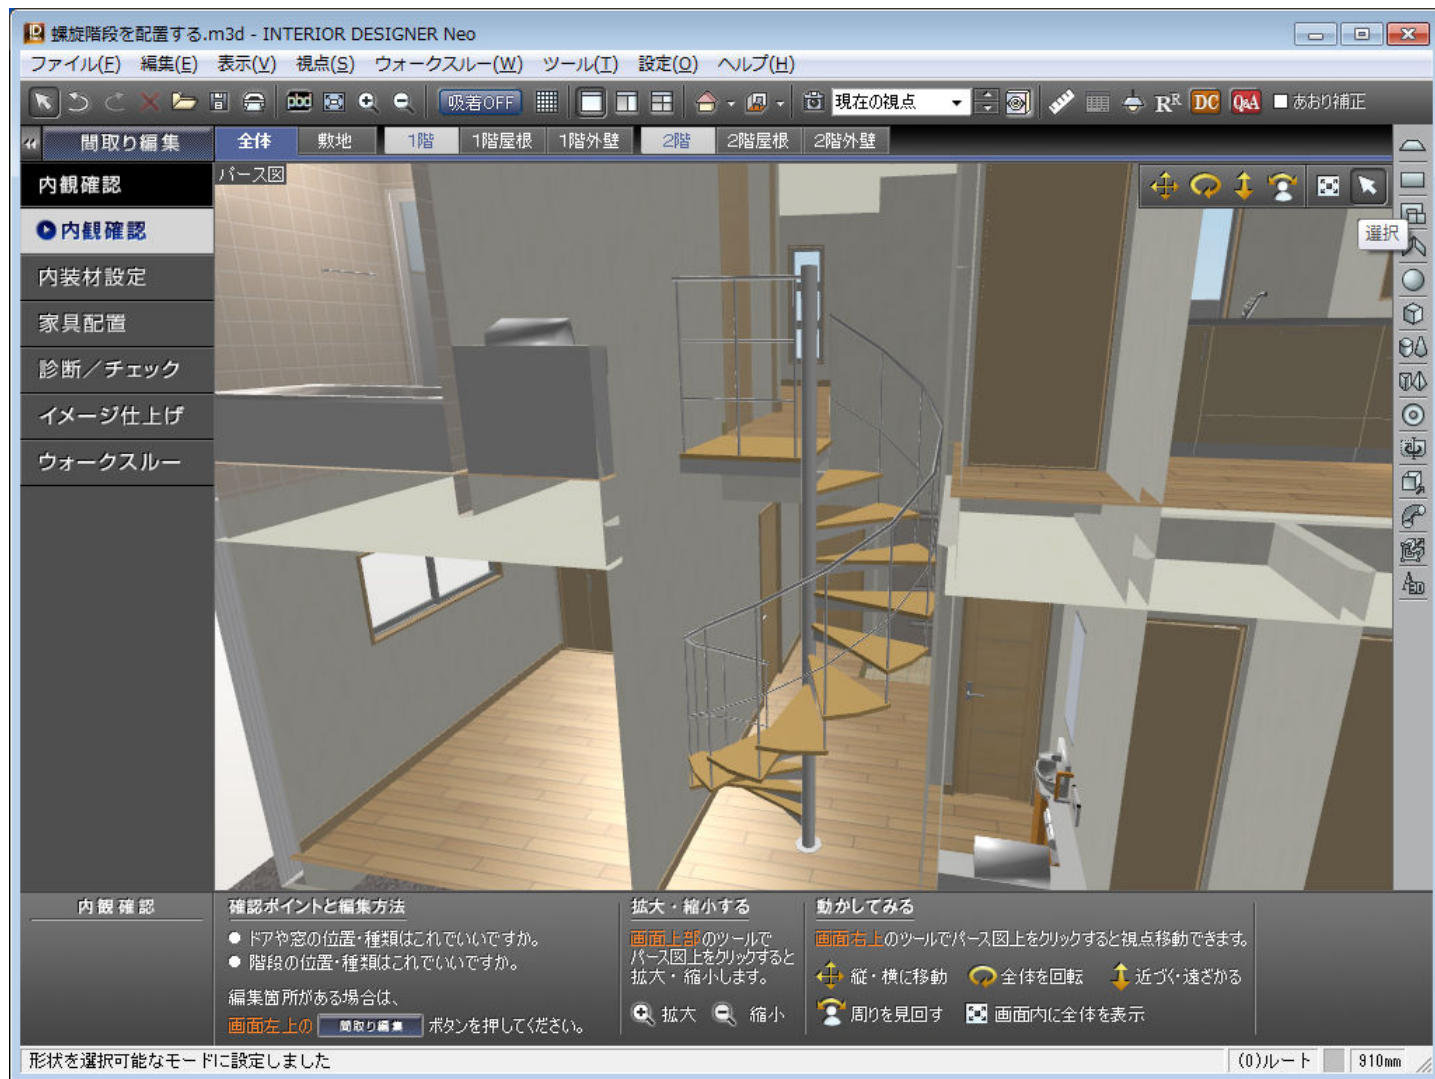 螺旋階段を配置する.m3d - INTERIOR DESIGNER Neo
ファイル(F) 編集(E) 表示(V) 視点(S) ウォークスルー(W) ツール(T) 設定(O) ヘルプ(H)
pbd 吸着OFF 現在の視点 RR DC Q&A あおり補正
間取り編集 全体 敷地 1階 1階屋根 1階外壁 2階 2階屋根 2階外壁
内観確認
パース図
内観確認
選択
内装材設定
家具配置
診断／チェック
イメージ仕上げ
ウォークスルー
内観確認
確認ポイントと編集方法
● ドアや窓の位置・種類はこれでいいですか。
● 階段の位置・種類はこれでいいですか。
編集箇所がある場合は、
画面左上の 間取り編集 ボタンを押してください。
拡大・縮小する
画面上部のツールで
パース図上をクリックすると
拡大・縮小します。
拡大 縮小
動かしてみる
画面右上のツールでパース図上をクリックすると視点移動できます。
縦・横に移動 全体を回転 近づく・遠ざかる
周りを見回す 画面内に全体を表示
形状を選択可能なモードに設定しました (0)ルート 910mm